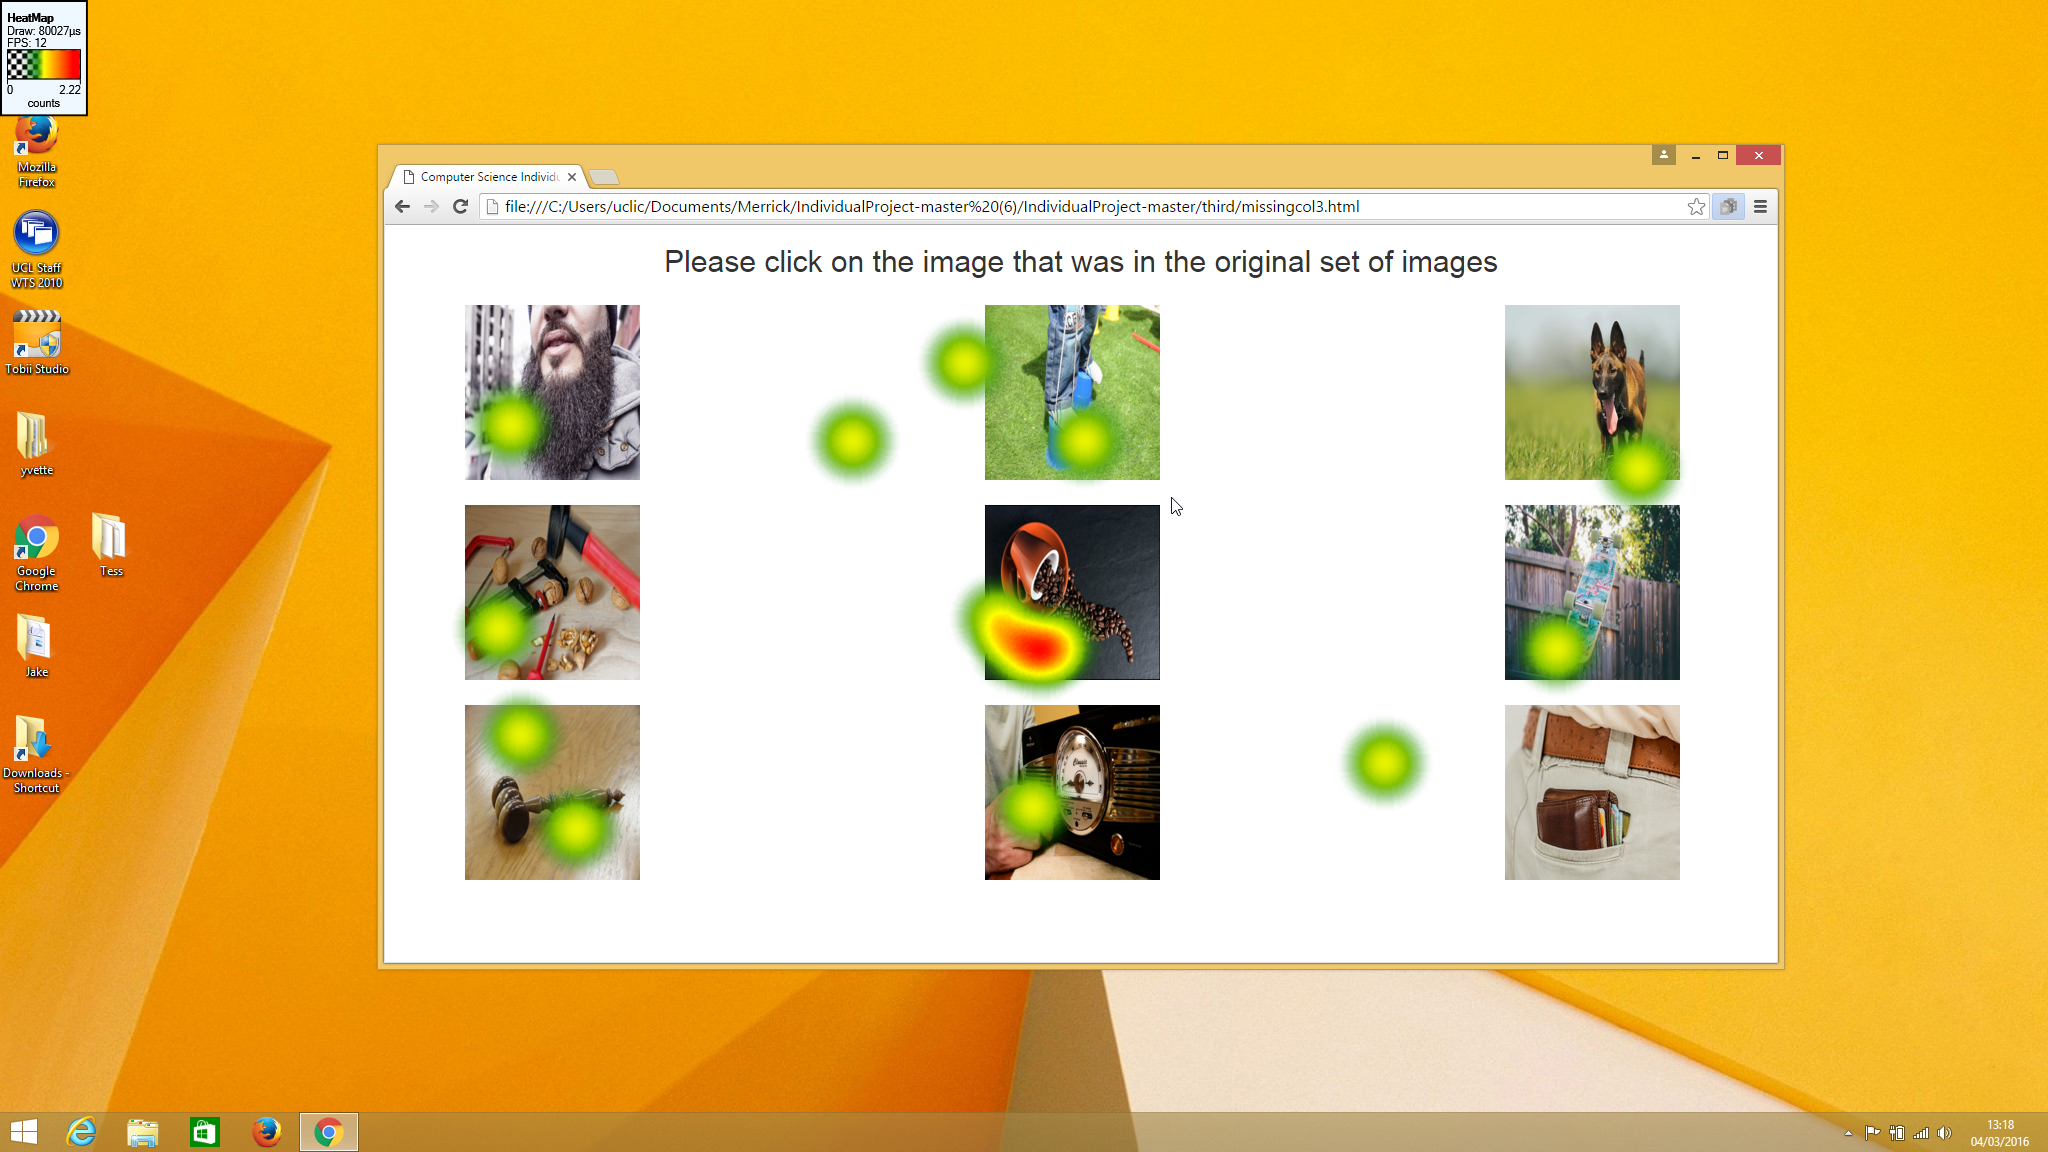 HeatMap
Draw: 80027µs
FPS: 12
0 2.22
counts
Mozilla
Firefox
UCL Staff
WTS 2010
Tobii Studio
yvette
Google
Chrome
Tess
Jake
Downloads -
Shortcut
Computer Science Individu
file:///C:/Users/uclic/Documents/Merrick/IndividualProject-master%20(6)/IndividualProject-master/third/missingcol3.html
Please click on the image that was in the original set of images
Classic
13:18
04/03/2016